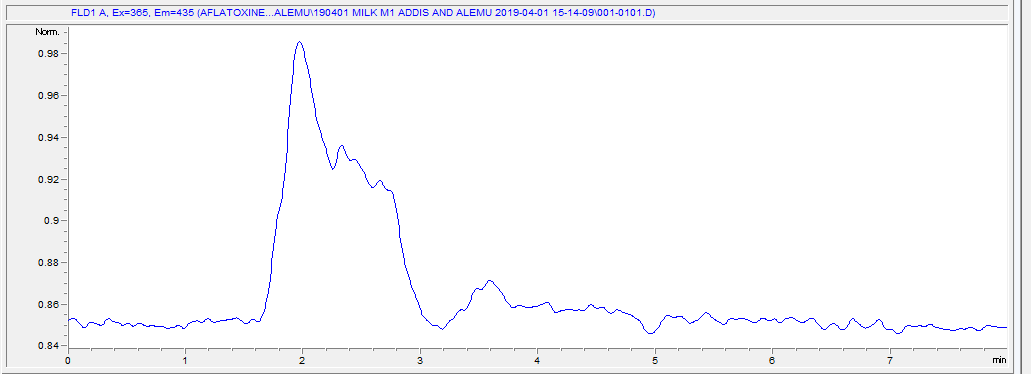 FLD1 A, Ex=365, Em=435 (AFLATOXINE...ALEMU\190401 MILK M1 ADDIS AND ALEMU 2019-04-01 15-14-09\001-0101.D)
Norm.
0.98
0.96
0.94
0.92
0.9
0.88
0.86
0.84
0 1 2 3 4 5 6 7 min